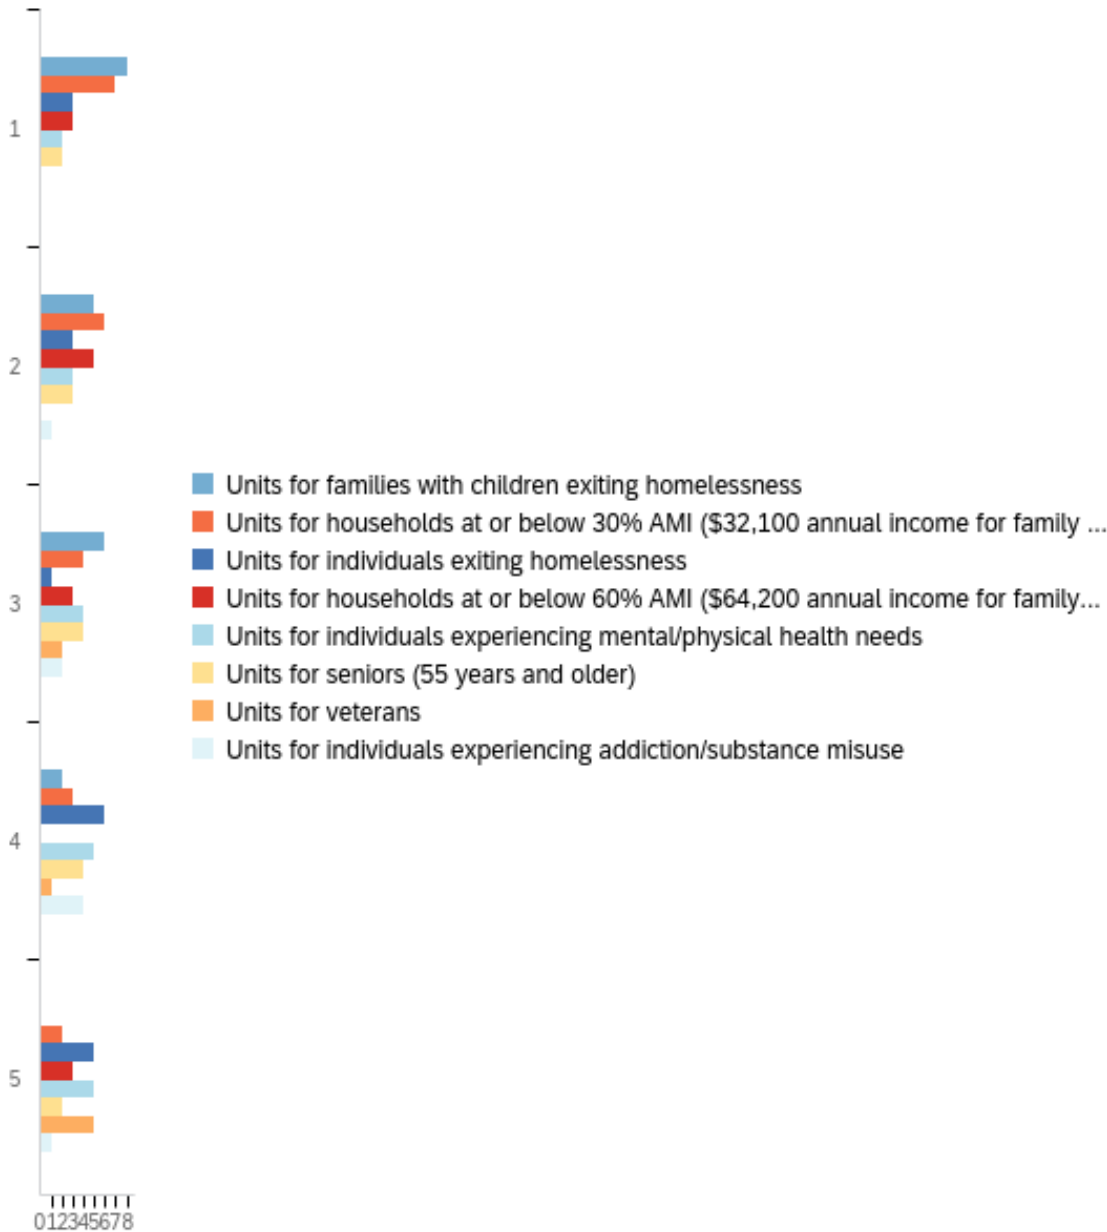 1
2
Units for families with children exiting homelessness
Units for households at or below 30% AMI ($32,100 annual income for family ...
Units for individuals exiting homelessness
3
Units for households at or below 60% AMI ($64,200 annual income for family...
Units for individuals experiencing mental/physical health needs
Units for seniors (55 years and older)
Units for veterans
Units for individuals experiencing addiction/substance misuse
4
5
012345678